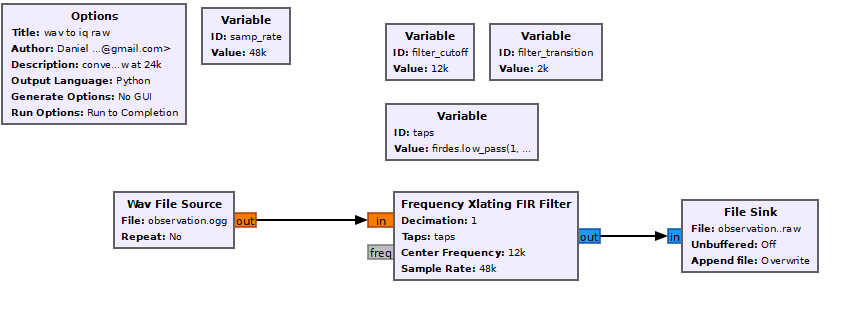 Options
Title: wav to iq raw
Author: Daniel ...@gmail.com>
Description: conve...w at 24k
Output Language: Python
Generate Options: No GUI
Run Options: Run to Completion
Variable
ID: samp_rate
Value: 48k
Variable
ID: filter_cutoff
Value: 12k
Variable
ID: filter_transition
Value: 2k
Variable
ID: taps
Value: firdes.low_pass(1, ...
Wav File Source
File: observation.ogg
Repeat: No
out
in
freq
Frequency Xlating FIR Filter
Decimation: 1
Taps: taps
Center Frequency: 12k
Sample Rate: 48k
out
in
File Sink
File: observation..raw
Unbuffered: Off
Append file: Overwrite